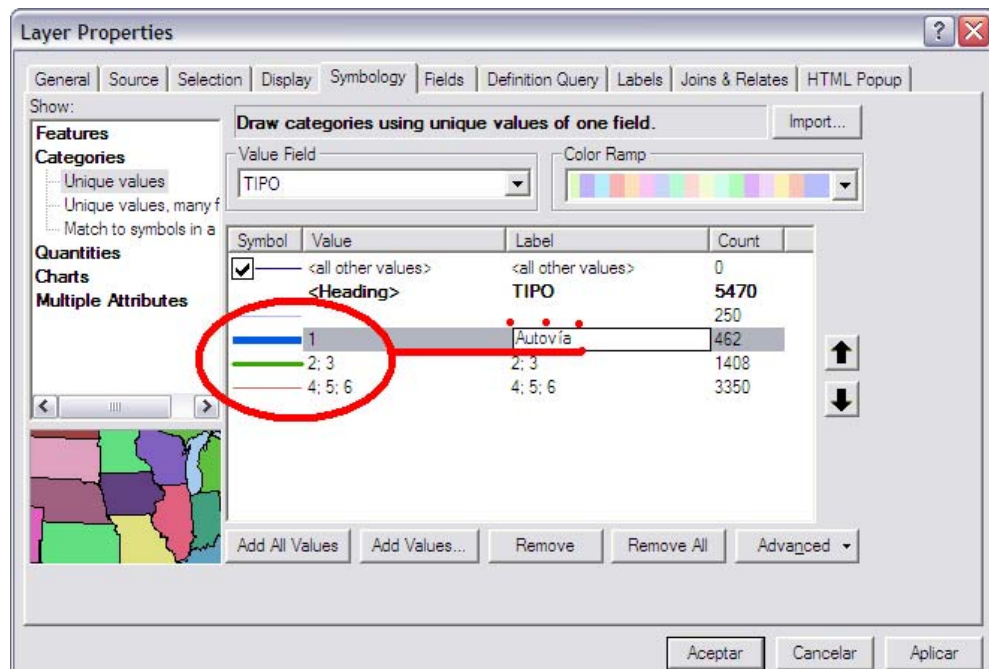 Layer Properties
General Source Selection Display Symbology Fields Definition Query Labels Joins & Relates HTML Popup
Show:
Features
Categories
Unique values
Unique values, many f
Match to symbols in a
Quantities
Charts
Multiple Attributes
Draw categories using unique values of one field.
Import...
Value Field
TIPO
Color Ramp
Symbol Value Label Count
<all other values> <all other values> 0
<Heading> TIPO 5470
250
1 Autovía 462
2; 3 2; 3 1408
4; 5; 6 4; 5; 6 3350
Add All Values Add Values... Remove Remove All Advanced
Aceptar Cancelar Aplicar